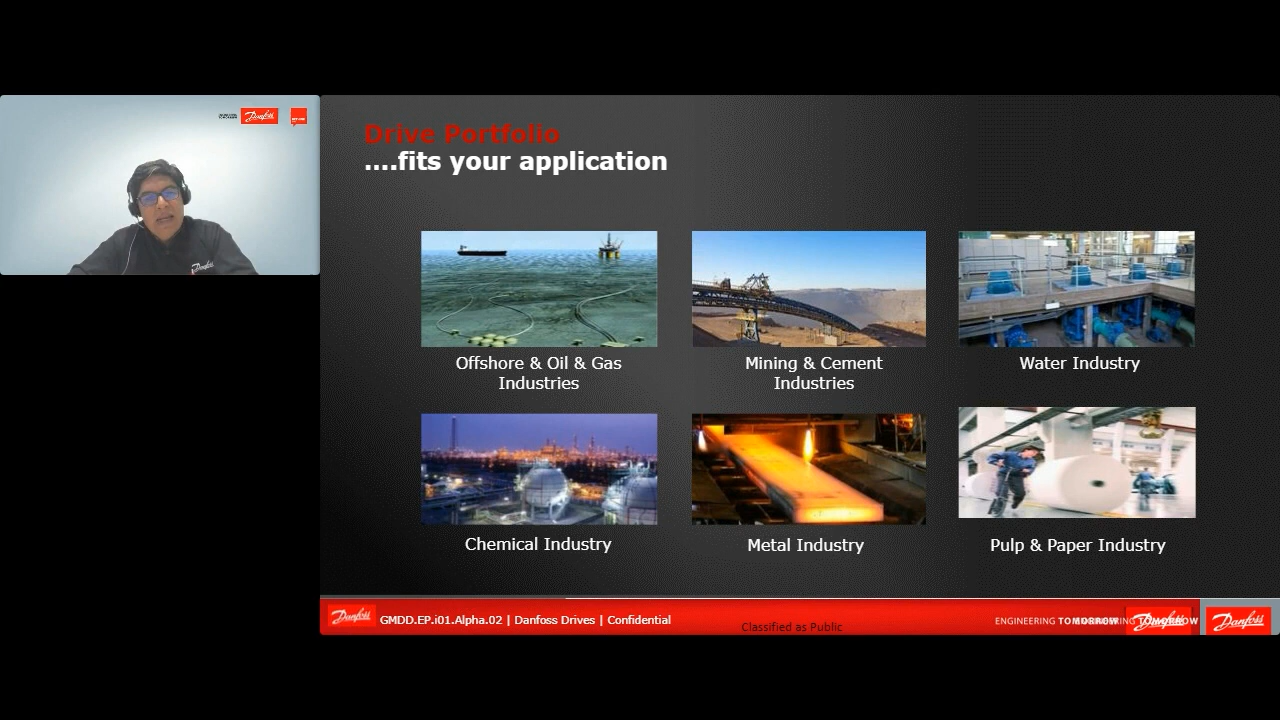 Danfoss
Drive Portfolio
....fits your application
Offshore & Oil & Gas
Industries
Mining & Cement
Industries
Water Industry
Chemical Industry
Metal Industry
Pulp & Paper Industry
Danfoss
GMDD.EP.i01.Alpha.02 | Danfoss Drives | Confidential
Classified as Public
ENGINEERING TOMORROW
Danfoss
Danfoss
Danfoss